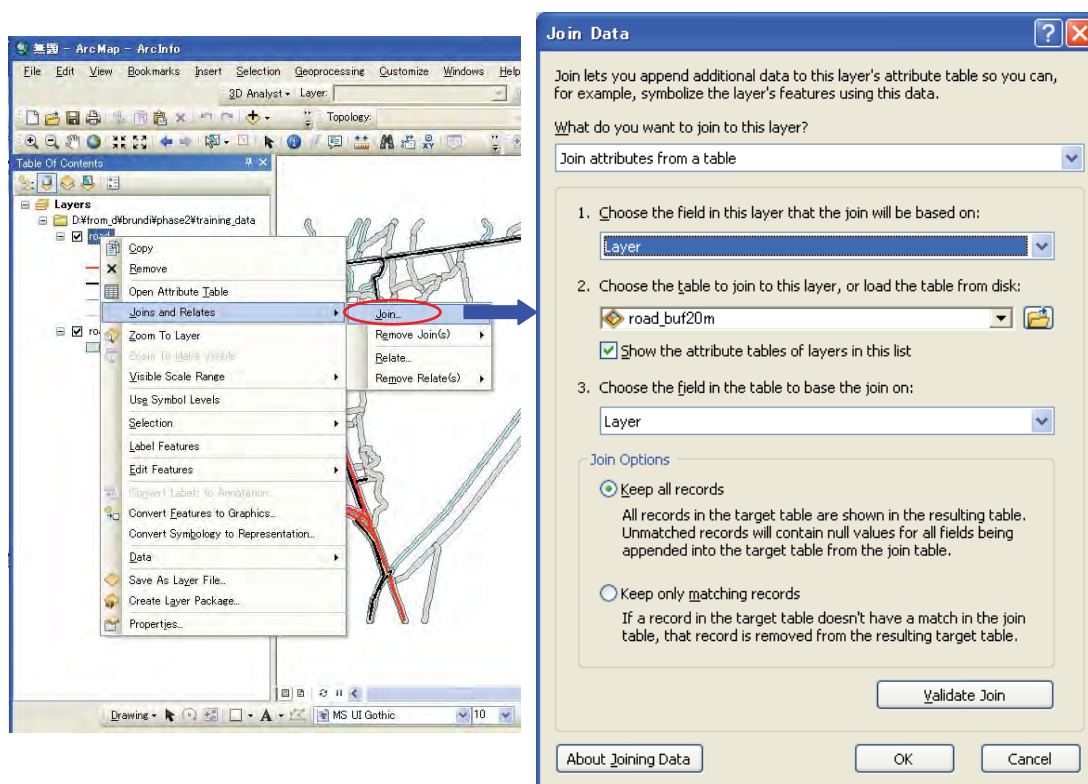 無題 - ArcMap - ArcInfo
File Edit View Bookmarks Insert Selection Geoprocessing Customize Windows Help
3D Analyst Layer:
Topology
Table Of Contents
Layers
D:¥from_d¥brundi¥phase2¥training_data
road
Copy
Remove
Open Attribute Table
Joins and Relates
Zoom To Layer
Zoom To Make Visible
Visible Scale Range
Use Symbol Levels
Selection
Label Features
Edit Features
Convert Labels to Annotation...
Convert Features to Graphics...
Convert Symbology to Representation...
Data
Save As Layer File...
Create Layer Package...
Properties...
Join...
Remove Join(s)
Relate...
Remove Relate(s)
Drawing A MS UI Gothic 10
Join Data
Join lets you append additional data to this layer's attribute table so you can,
for example, symbolize the layer's features using this data.
What do you want to join to this layer?
Join attributes from a table
1. Choose the field in this layer that the join will be based on:
Layer
2. Choose the table to join to this layer, or load the table from disk:
road_buf20m
Show the attribute tables of layers in this list
3. Choose the field in the table to base the join on:
Layer
Join Options
Keep all records
All records in the target table are shown in the resulting table.
Unmatched records will contain null values for all fields being
appended into the target table from the join table.
Keep only matching records
If a record in the target table doesn't have a match in the join
table, that record is removed from the resulting target table.
Validate Join
About Joining Data OK Cancel